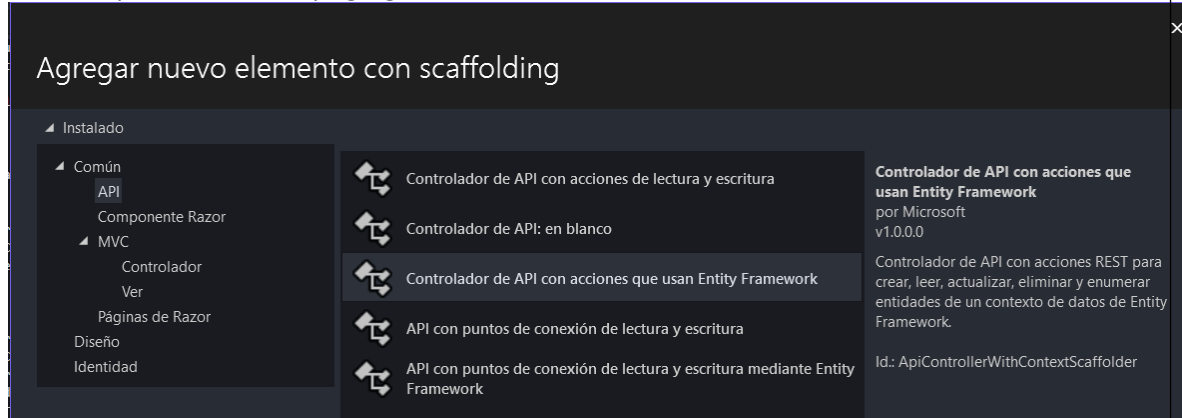 Agregar nuevo elemento con scaffolding
Instalado
Común
API
Componente Razor
MVC
Controlador
Ver
Páginas de Razor
Diseño
Identidad
Controlador de API con acciones de lectura y escritura
Controlador de API: en blanco
Controlador de API con acciones que usan Entity Framework
API con puntos de conexión de lectura y escritura
API con puntos de conexión de lectura y escritura mediante Entity
Framework
Controlador de API con acciones que
usan Entity Framework
por Microsoft
v1.0.0.0
Controlador de API con acciones REST para
crear, leer, actualizar, eliminar y enumerar
entidades de un contexto de datos de Entity
Framework.
Id.: ApiControllerWithContextScaffolder